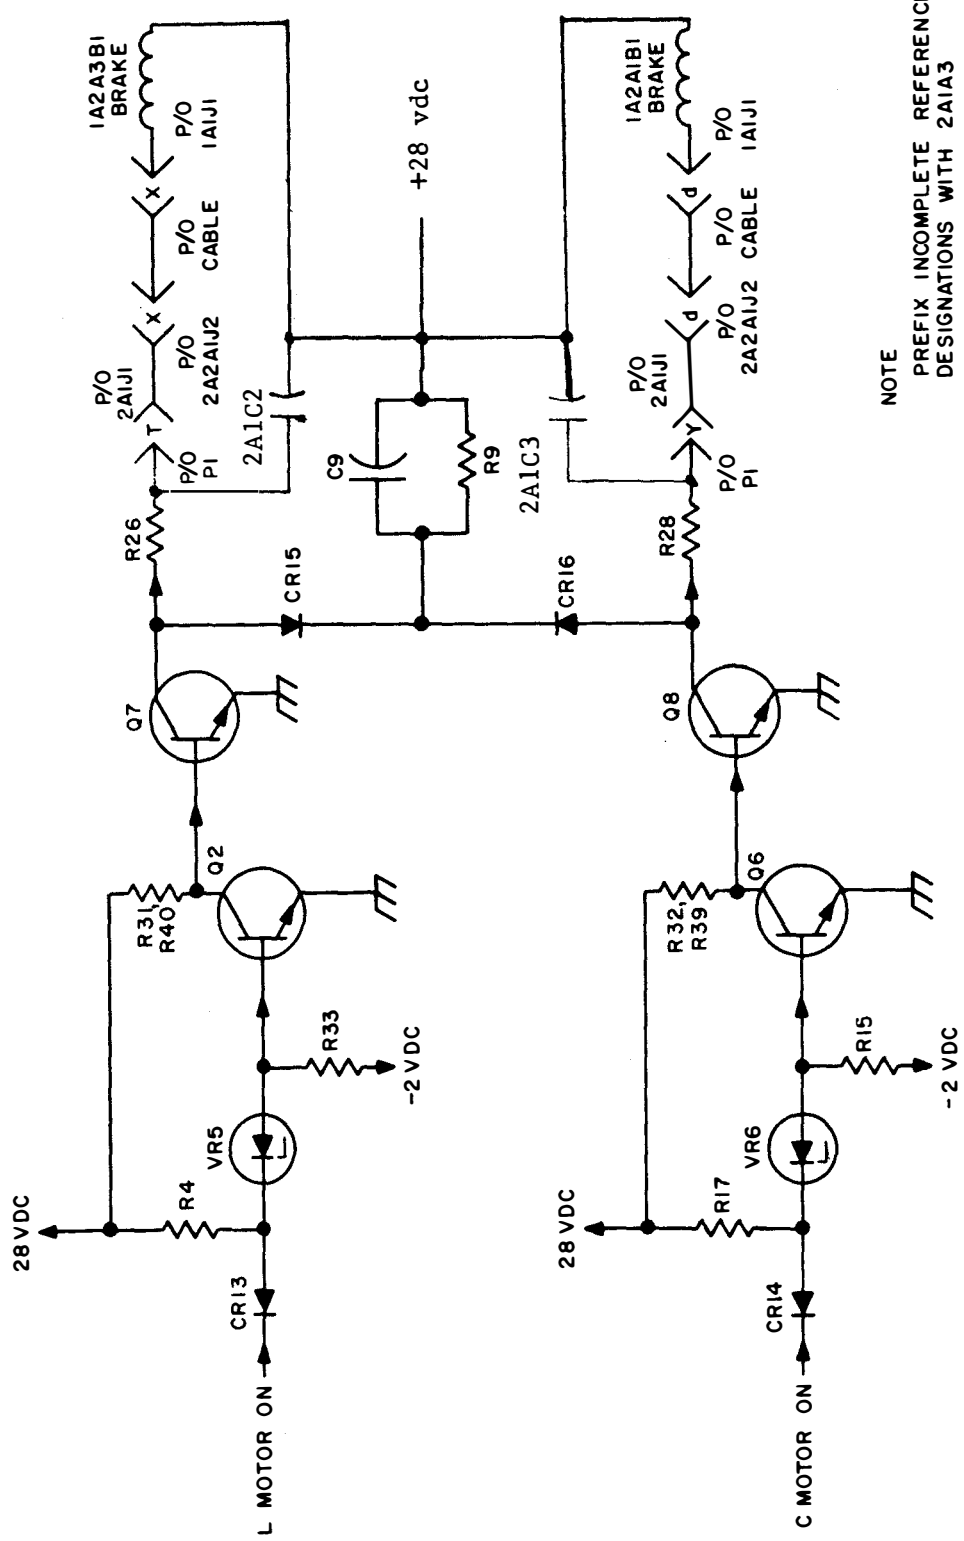 1A2A3B1
BRAKE
P/O
1A1J1
X
P/O
CABLE
X
P/O
2A2A1J2
P/O
2A1J1
T
P/O
P1
R26
2A1C2
+28 vdc
C9
R9
CR15
CR16
2A1C3
1A2A1B1
BRAKE
P/O
1A1J1
d
P/O
CABLE
d
P/O
2A2A1J2
P/O
2A1J1
Y
P/O
P1
R28
Q7
Q2
R31,
R40
R33
-2 VDC
VR5
R4
28 VDC
CR13
L MOTOR ON
Q8
Q6
R32,
R39
R15
-2 VDC
VR6
R17
28 VDC
CR14
C MOTOR ON
NOTE
PREFIX INCOMPLETE REFERENC
DESIGNATIONS WITH 2A1A3